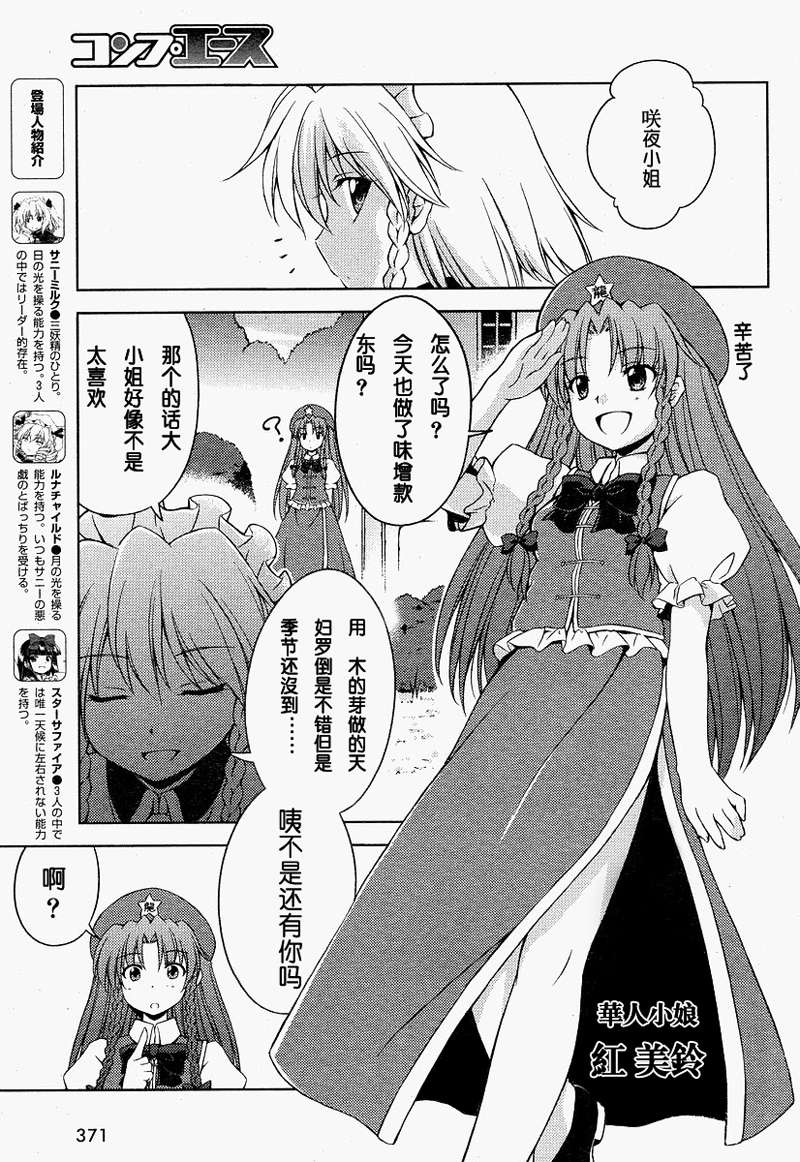 コンプエース
咲夜小姐
辛苦了
怎么了吗？
今天也做了味增款
东吗？
那个的话大
小姐好像不是
太喜欢
？
用　木的芽做的天
妇罗倒是不错但是
季节还沒到……
咦不是还有你吗
啊？
華人小娘
紅 美鈴
登場人物紹介
サニーミルク●三妖精のひとり。
日の光を操る能力を持つ。3人
の中ではリーダー的存在。
ルナチャイルド●月の光を操る
能力を持つ。いつもサニーの悪
戯のとばっちりを受ける。
スターサファイア●3人の中で
は唯一天候に左右されない能力
を持つ。
371